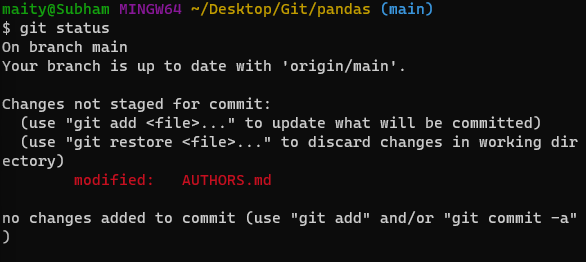 maity@Subham MINGW64 ~/Desktop/Git/pandas (main)
$ git status
On branch main
Your branch is up to date with 'origin/main'.

Changes not staged for commit:
  (use "git add <file>..." to update what will be committed)
  (use "git restore <file>..." to discard changes in working dir
ectory)
        modified:   AUTHORS.md

no changes added to commit (use "git add" and/or "git commit -a"
)